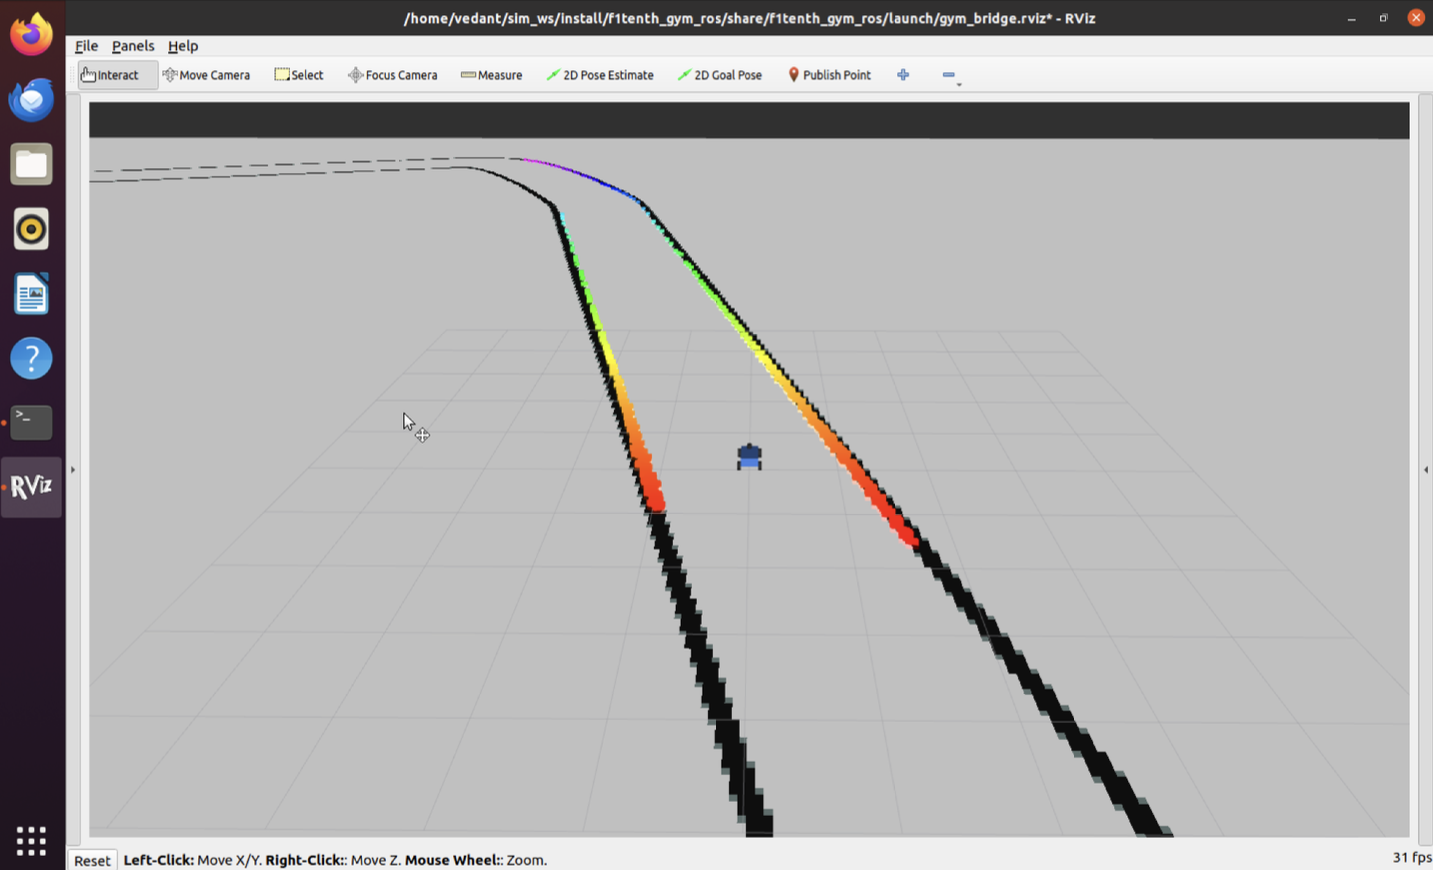 /home/vedant/sim_ws/install/f1tenth_gym_ros/share/f1tenth_gym_ros/launch/gym_bridge.rviz* - RViz
File Panels Help
Interact Move Camera Select Focus Camera Measure 2D Pose Estimate 2D Goal Pose Publish Point
>_
RViz
Reset Left-Click: Move X/Y. Right-Click:: Move Z. Mouse Wheel:: Zoom. 31 fps